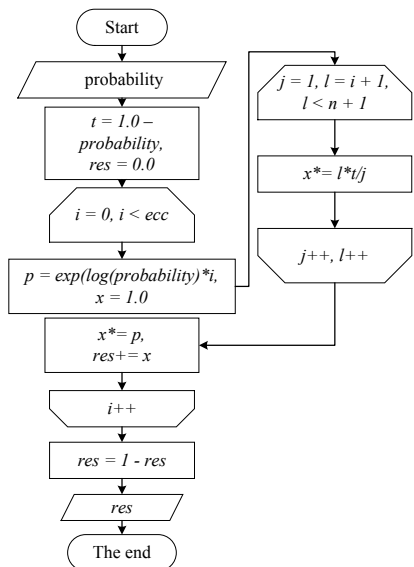 Start
probability
t = 1.0 –
probability,
res = 0.0
i = 0, i < ecc
p = exp(log(probability)*i,
x = 1.0
j = 1, l = i + 1,
l < n + 1
x*= l*t/j
j++, l++
x*= p,
res+= x
i++
res = 1 - res
res
The end